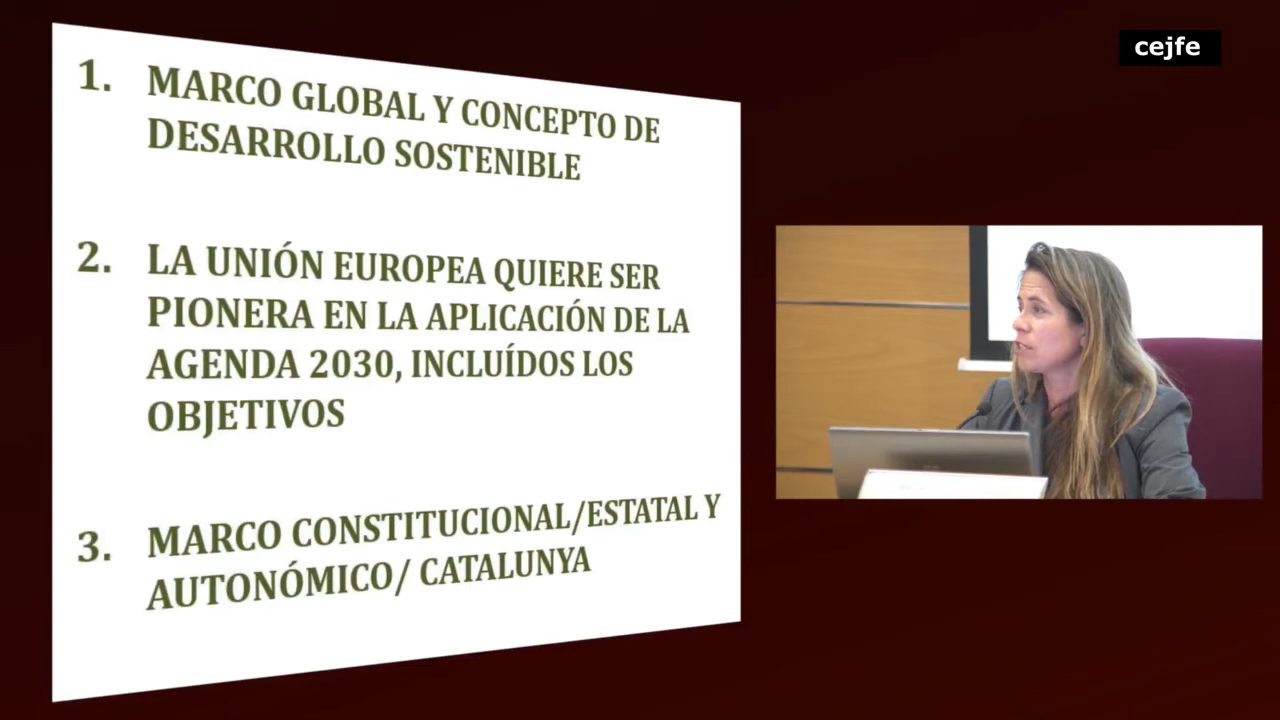 cejfe
1. MARCO GLOBAL Y CONCEPTO DE
DESARROLLO SOSTENIBLE
2. LA UNIÓN EUROPEA QUIERE SER
PIONERA EN LA APLICACIÓN DE LA
AGENDA 2030, INCLUÍDOS LOS
OBJETIVOS
3. MARCO CONSTITUCIONAL/ESTATAL Y
AUTONÓMICO/ CATALUNYA